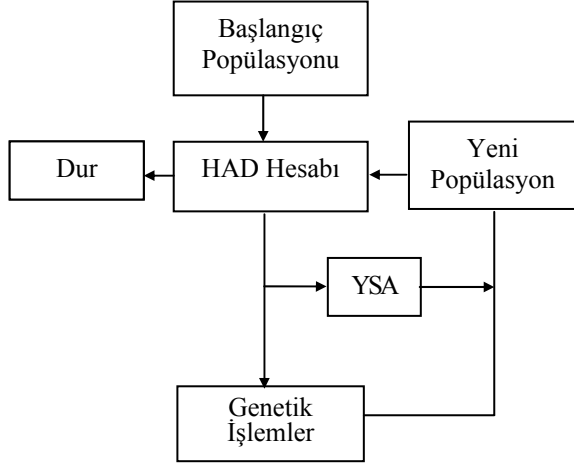 Başlangıç
Popülasyonu
Dur
HAD Hesabı
Yeni
Popülasyon
YSA
Genetik
İşlemler